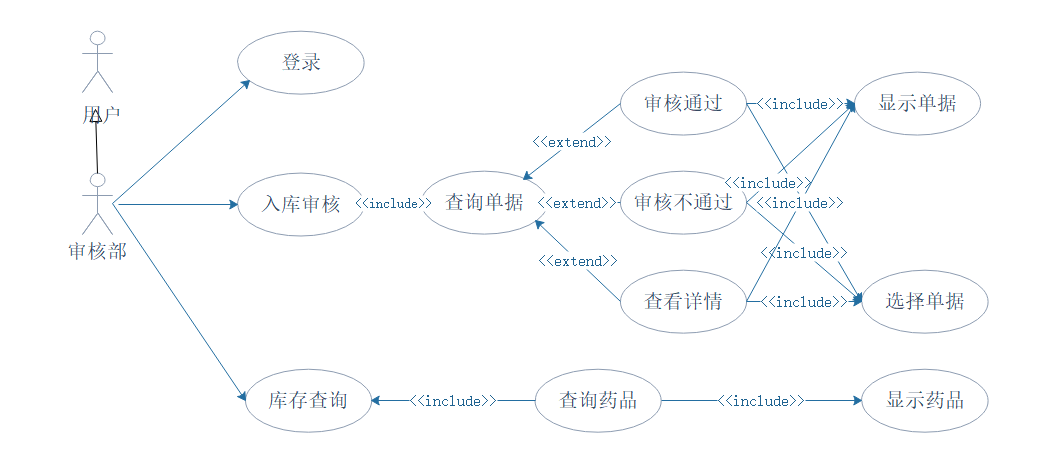 用户
审核部
登录
入库审核
<<include>>
查询单据
<<extend>>
<<extend>>
<<extend>>
审核通过
审核不通过
查看详情
<<include>>
<<include>>
<<include>>
<<include>>
<<include>>
显示单据
选择单据
库存查询
<<include>>
查询药品
<<include>>
显示药品